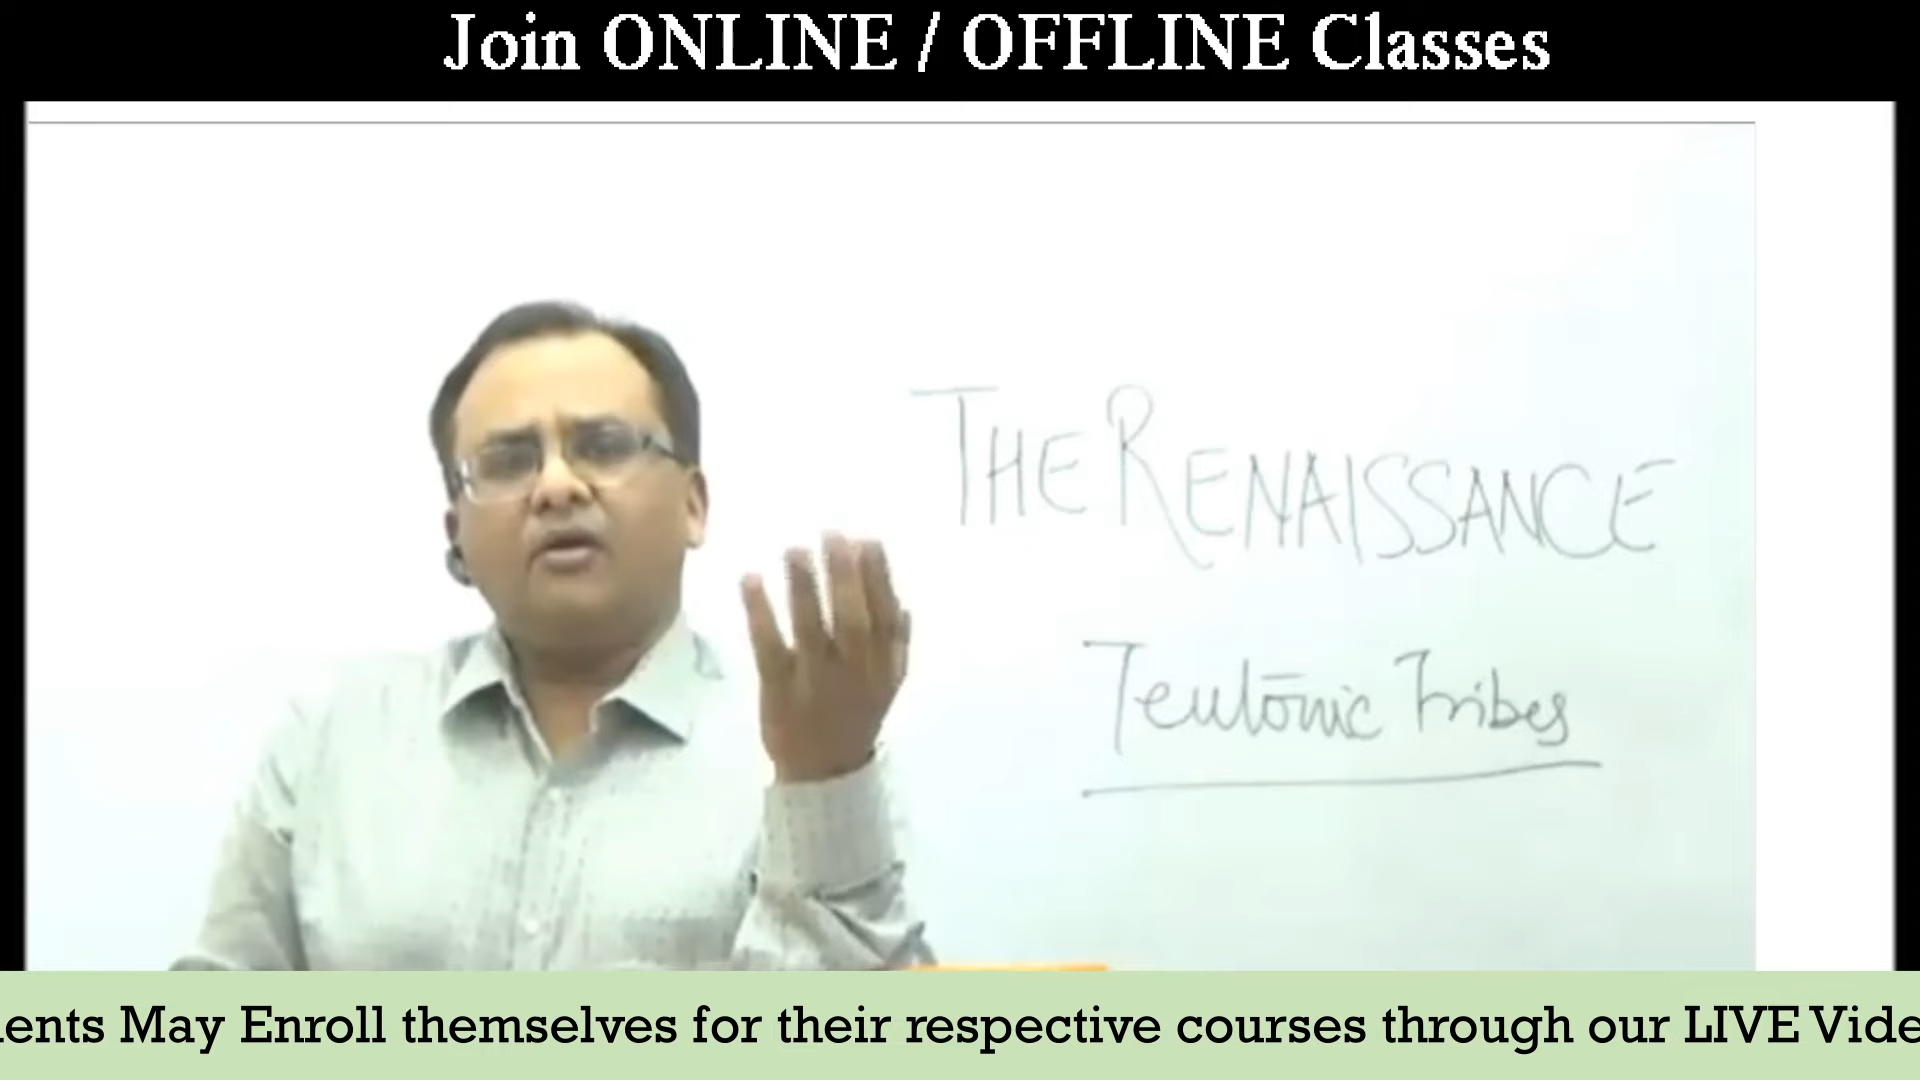 Join ONLINE / OFFLINE Classes
THE RENAISSANCE
Teutonic Tribes
ents May Enroll themselves for their respective courses through our LIVE Vide